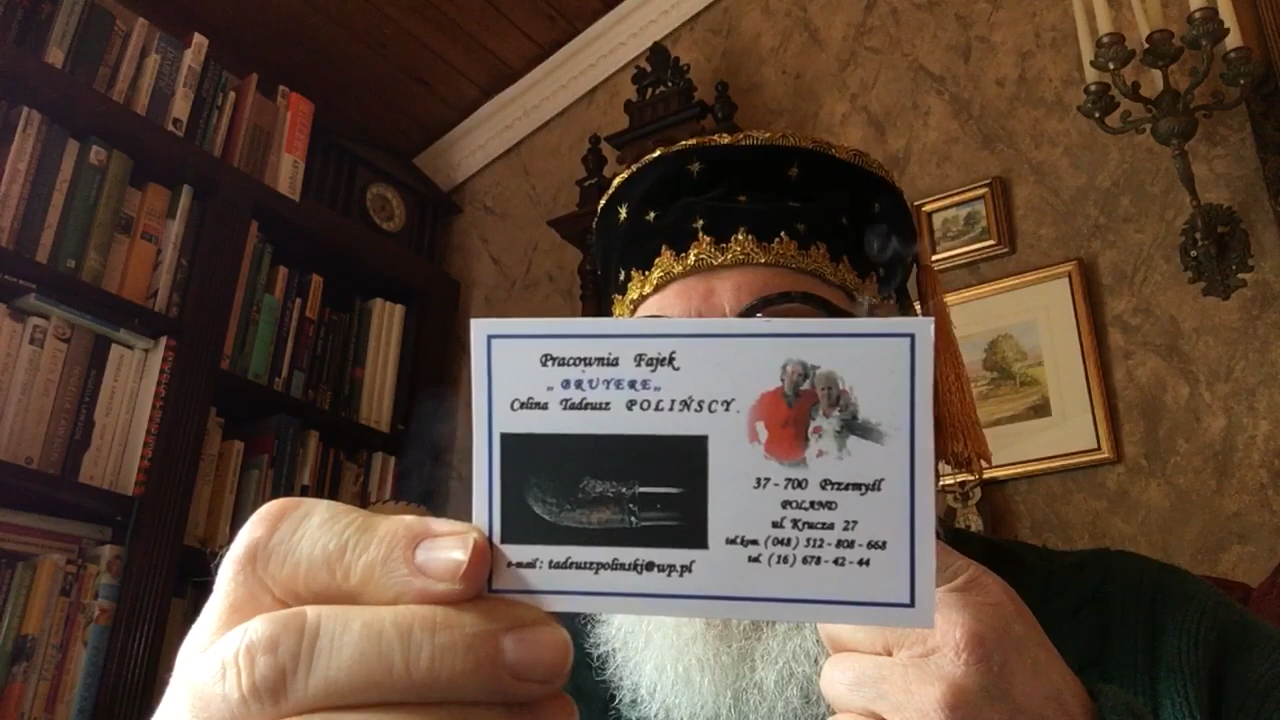 Pracownia Fajek
„BRUYERE„
Celina Tadeusz POLIŃSCY.
37-700 Przemyśl
POLAND
ul. Krucza 27
tel.kom. (048) 512-808-668
tel. (16) 678-42-44
e-mail: tadeuszpolinski@wp.pl